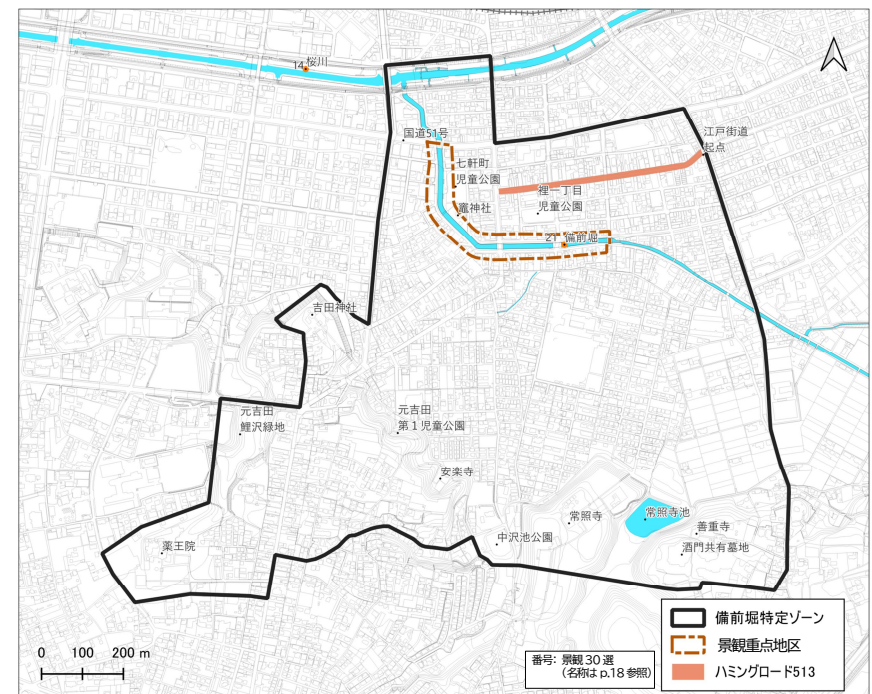 14 桜川
国道51号
江戸街道
起点
七軒町
児童公園
裡一丁目
児童公園
竈神社
21 備前堀
吉田神社
元吉田
鯉沢緑地
元吉田
第1児童公園
安楽寺
常照寺
常照寺池
善重寺
中沢池公園
酒門共有墓地
薬王院
備前堀特定ゾーン
景観重点地区
ハミングロード513
番号: 景観30選
(名称は p.18 参照)
0 100 200 m